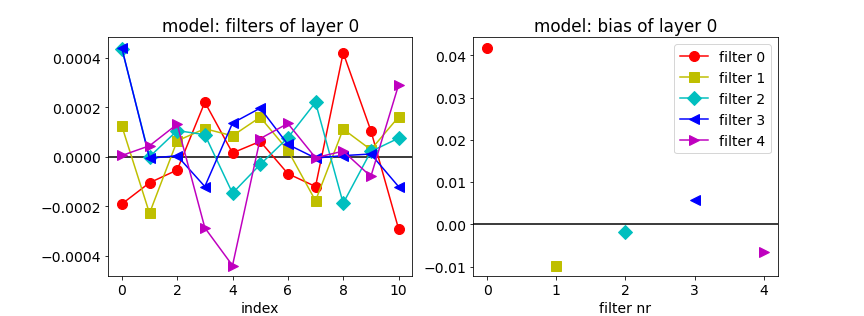 model: filters of layer 0
0.0004
0.0002
0.0000
−0.0002
−0.0004
0 2 4 6 8 10
index
model: bias of layer 0
0.04
0.03
0.02
0.01
0.00
−0.01
filter 0
filter 1
filter 2
filter 3
filter 4
0 1 2 3 4
filter nr